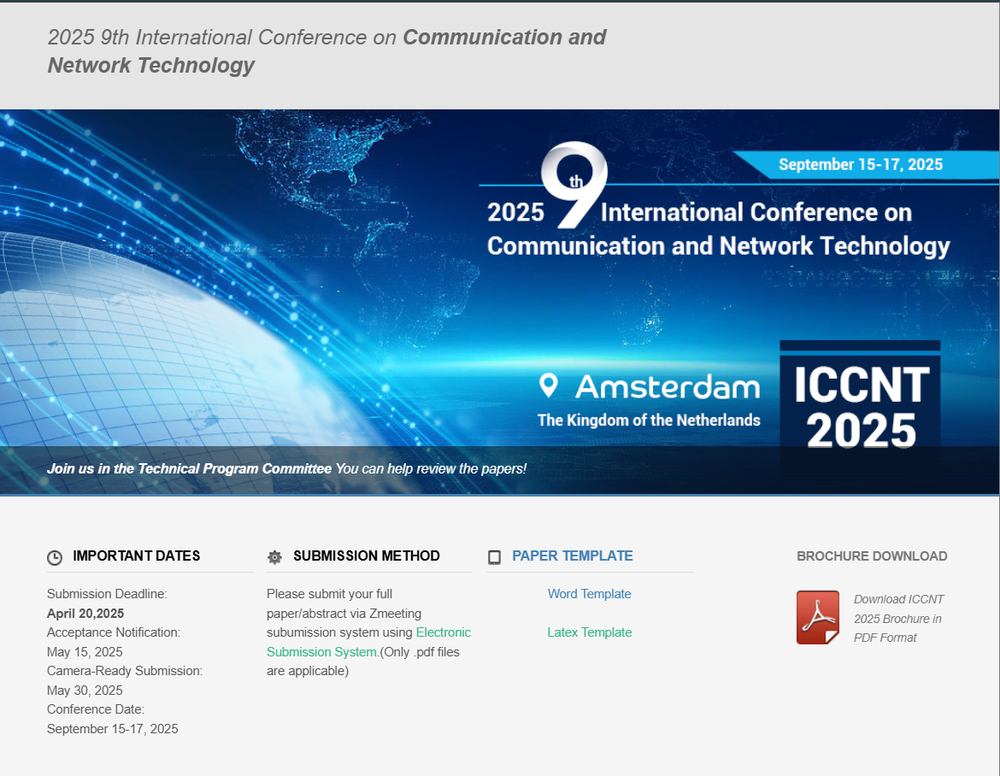 2025 9th International Conference on Communication and
Network Technology
September 15-17, 2025
2025 9th International Conference on
Communication and Network Technology
Amsterdam
The Kingdom of the Netherlands
ICCNT
2025
Join us in the Technical Program Committee You can help review the papers!
IMPORTANT DATES
Submission Deadline:
April 20,2025
Acceptance Notification:
May 15, 2025
Camera-Ready Submission:
May 30, 2025
Conference Date:
September 15-17, 2025
SUBMISSION METHOD
Please submit your full
paper/abstract via Zmeeting
subumission system using Electronic
Submission System.(Only .pdf files
are applicable)
PAPER TEMPLATE
Word Template
Latex Template
BROCHURE DOWNLOAD
Download ICCNT
2025 Brochure in
PDF Format